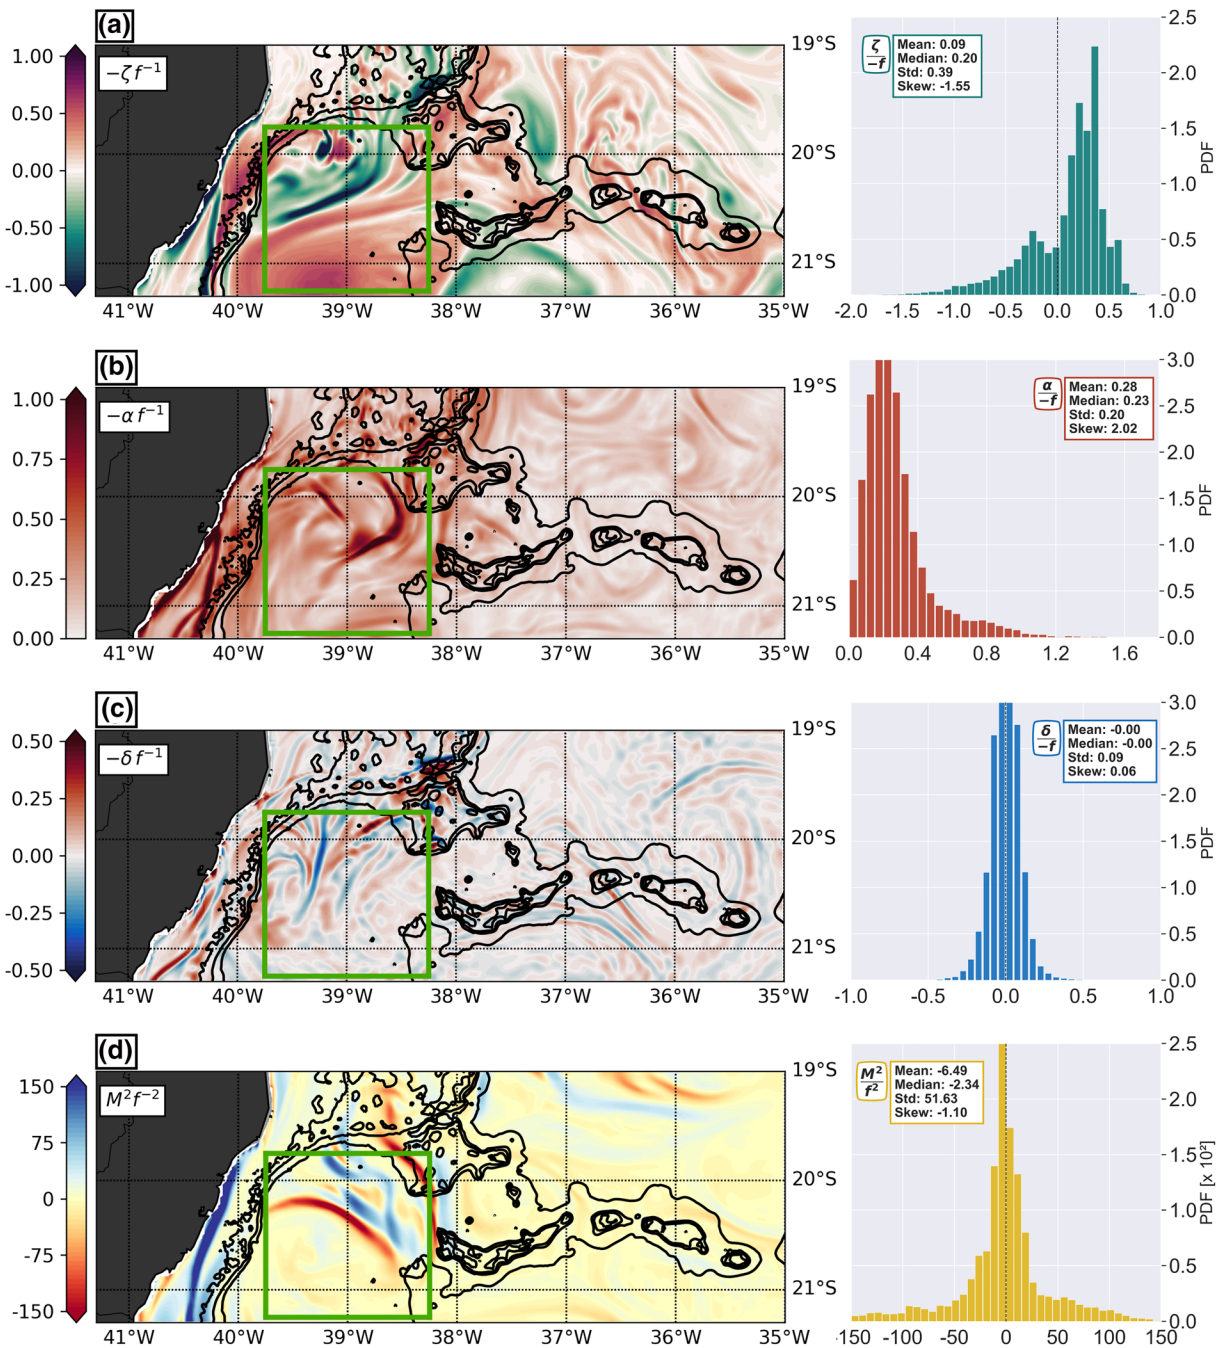 (a)
1.00
0.50
0.00
-0.50
-1.00
−ζ f⁻¹
19°S
20°S
21°S
41°W
40°W
39°W
38°W
37°W
36°W
35°W
ζ
−f
Mean: 0.09
Median: 0.20
Std: 0.39
Skew: -1.55
2.5
2.0
1.5
1.0
0.5
0.0
PDF
-2.0
-1.5
-1.0
-0.5
0.0
0.5
1.0
(b)
1.00
0.75
0.50
0.25
0.00
−α f⁻¹
19°S
20°S
21°S
41°W
40°W
39°W
38°W
37°W
36°W
35°W
α
−f
Mean: 0.28
Median: 0.23
Std: 0.20
Skew: 2.02
3.0
2.5
2.0
1.5
1.0
0.5
0.0
PDF
0.0
0.4
0.8
1.2
1.6
(c)
0.50
0.25
0.00
-0.25
-0.50
−δ f⁻¹
19°S
20°S
21°S
41°W
40°W
39°W
38°W
37°W
36°W
35°W
δ
−f
Mean: -0.00
Median: -0.00
Std: 0.09
Skew: 0.06
3.0
2.5
2.0
1.5
1.0
0.5
0.0
PDF
-1.0
-0.5
0.0
0.5
1.0
(d)
150
75
0
-75
-150
M² f⁻²
19°S
20°S
21°S
41°W
40°W
39°W
38°W
37°W
36°W
35°W
M²
f²
Mean: -6.49
Median: -2.34
Std: 51.63
Skew: -1.10
2.5
2.0
1.5
1.0
0.5
0.0
PDF [x 10²]
-150
-100
-50
0
50
100
150